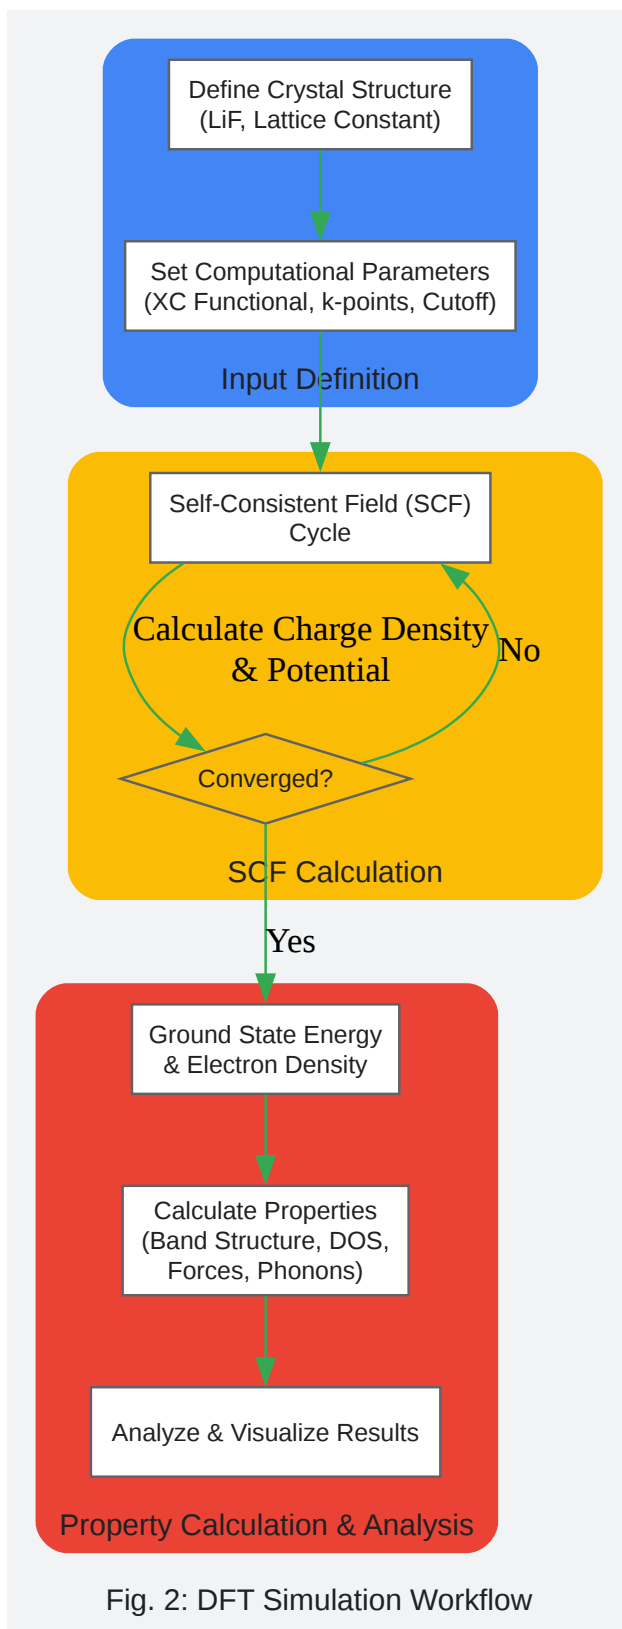 Define Crystal Structure
(LiF, Lattice Constant)
Set Computational Parameters
(XC Functional, k-points, Cutoff)
Input Definition
Self-Consistent Field (SCF)
Cycle
Calculate Charge Density
& Potential
No
Converged?
SCF Calculation
Yes
Ground State Energy
& Electron Density
Calculate Properties
(Band Structure, DOS,
Forces, Phonons)
Analyze & Visualize Results
Property Calculation & Analysis
Fig. 2: DFT Simulation Workflow